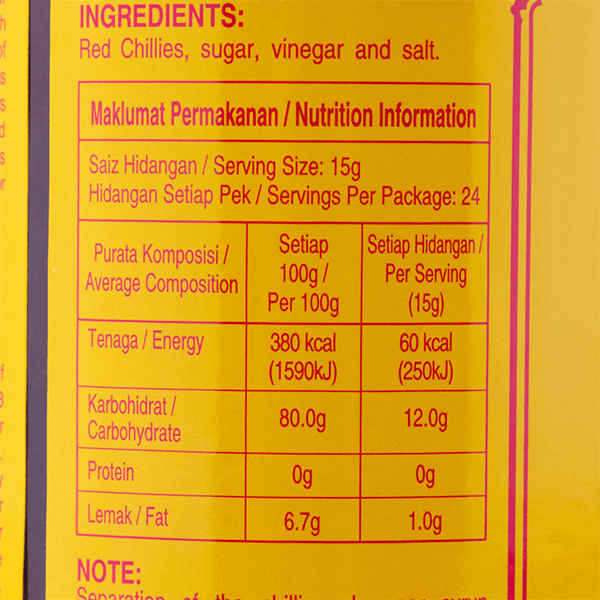 INGREDIENTS:
Red Chillies, sugar, vinegar and salt.
Maklumat Permakanan / Nutrition Information
Saiz Hidangan / Serving Size: 15g
Hidangan Setiap Pek / Servings Per Package: 24
Purata Komposisi /
Average Composition
Setiap
100g /
Per 100g
Setiap Hidangan /
Per Serving
(15g)
Tenaga / Energy
380 kcal
(1590kJ)
60 kcal
(250kJ)
Karbohidrat /
Carbohydrate
80.0g
12.0g
Protein
0g
0g
Lemak / Fat
6.7g
1.0g
NOTE:
Separation of the